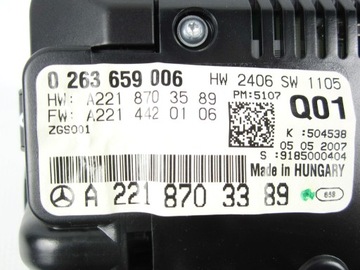 0 263 659 006 HW 2406 SW 1105
HW: A221 870 35 89 PM:5107
FW: A221 442 01 06 Q01
ZGS001 K :504538
05 05 2007
S :9185000404
Made in HUNGARY
A 221 870 33 89 658